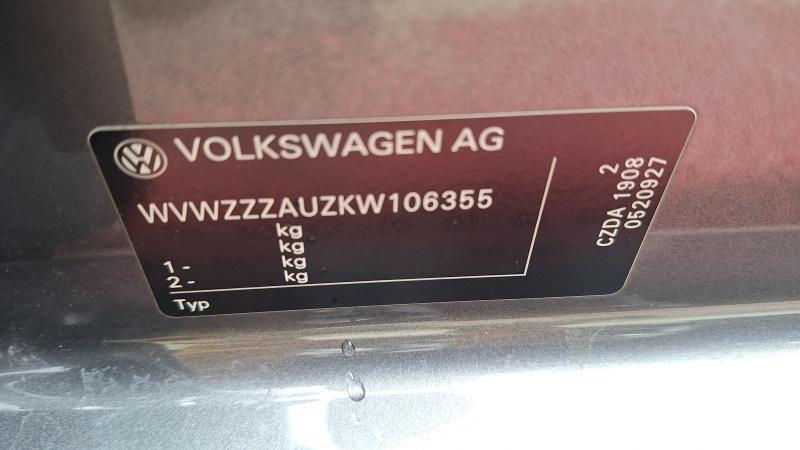 VOLKSWAGEN AG
WVWZZZAUZKW106355
kg
kg
1 - kg
2 - kg
Typ
2
CZDA 1908
0520927